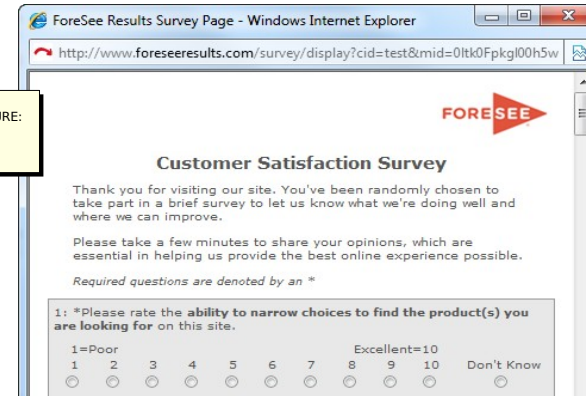 ForeSee Results Survey Page - Windows Internet Explorer
http://www.foreseeresults.com/survey/display?cid=test&mid=0ltk0Fpkgl00h5w
URE:
FORESEE
Customer Satisfaction Survey
Thank you for visiting our site. You've been randomly chosen to
take part in a brief survey to let us know what we're doing well and
where we can improve.
Please take a few minutes to share your opinions, which are
essential in helping us provide the best online experience possible.
Required questions are denoted by an *
1: *Please rate the ability to narrow choices to find the product(s) you
are looking for on this site.
1=Poor Excellent=10
1 2 3 4 5 6 7 8 9 10 Don't Know